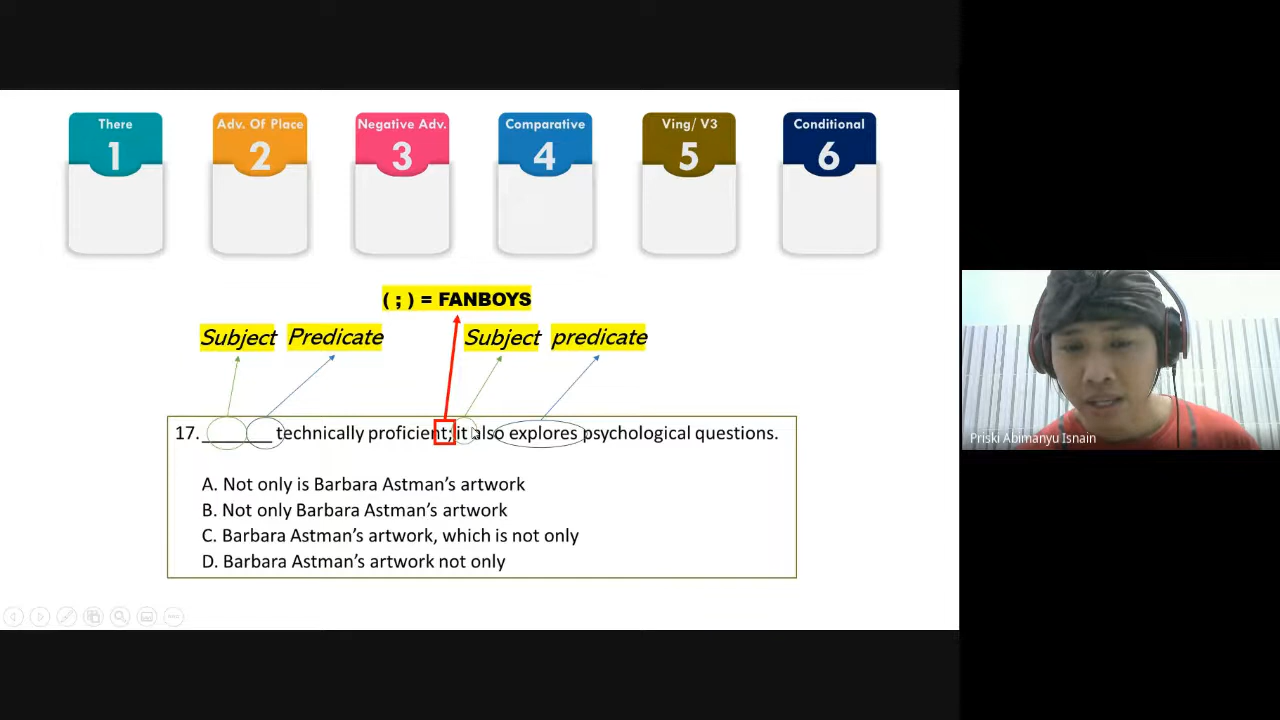 There
1
Adv. Of Place
2
Negative Adv.
3
Comparative
4
Ving/ V3
5
Conditional
6
( ; ) = FANBOYS
Subject Predicate Subject predicate
17. ________ technically proficient; it also explores psychological questions.
A. Not only is Barbara Astman’s artwork
B. Not only Barbara Astman’s artwork
C. Barbara Astman’s artwork, which is not only
D. Barbara Astman’s artwork not only
Priski Abimanyu Isnain